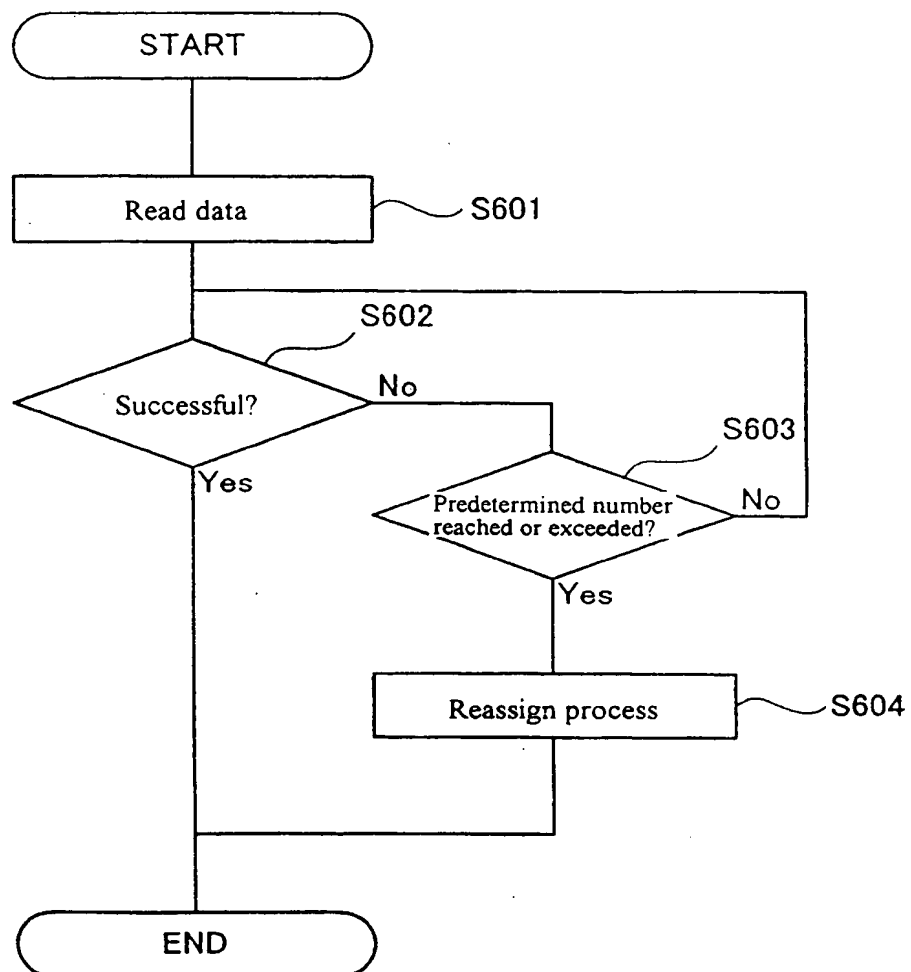 START
Read data
S601
S602
Successful?
No
Yes
S603
Predetermined number
reached or exceeded?
No
Yes
Reassign process
S604
END